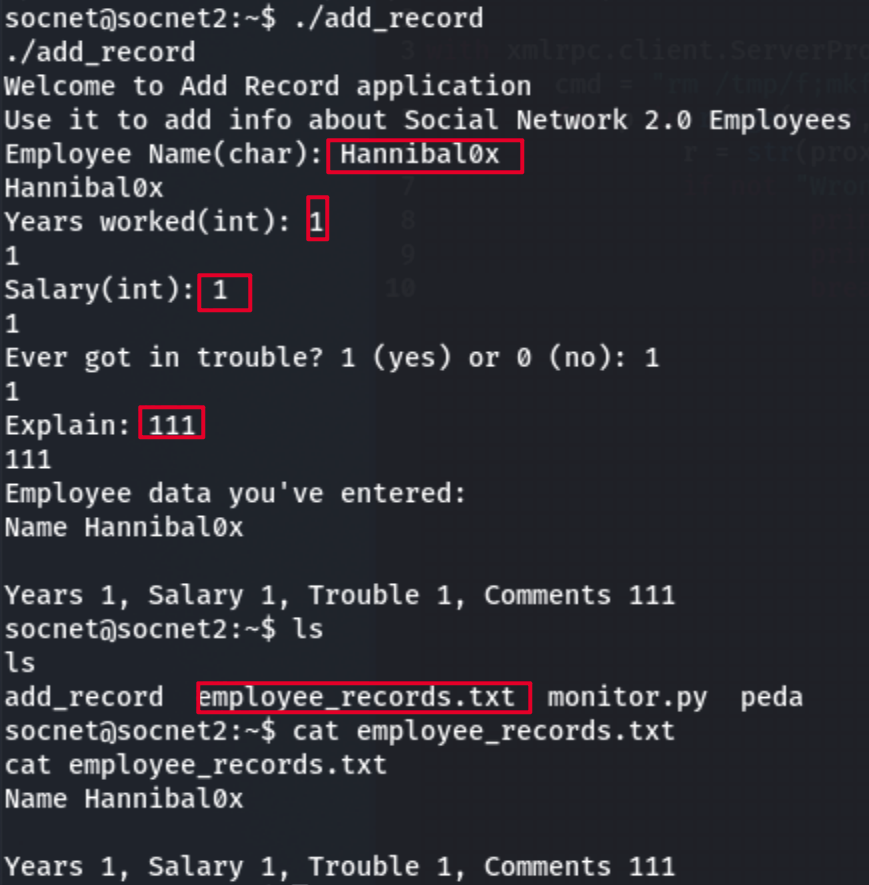 socnet@socnet2:~$ ./add_record
./add_record
Welcome to Add Record application
Use it to add info about Social Network 2.0 Employees
Employee Name(char): Hannibal0x
Hannibal0x
Years worked(int): 1
1
Salary(int): 1
1
Ever got in trouble? 1 (yes) or 0 (no): 1
1
Explain: 111
111
Employee data you've entered:
Name Hannibal0x
Years 1, Salary 1, Trouble 1, Comments 111
socnet@socnet2:~$ ls
ls
add_record employee_records.txt monitor.py peda
socnet@socnet2:~$ cat employee_records.txt
cat employee_records.txt
Name Hannibal0x
Years 1, Salary 1, Trouble 1, Comments 111